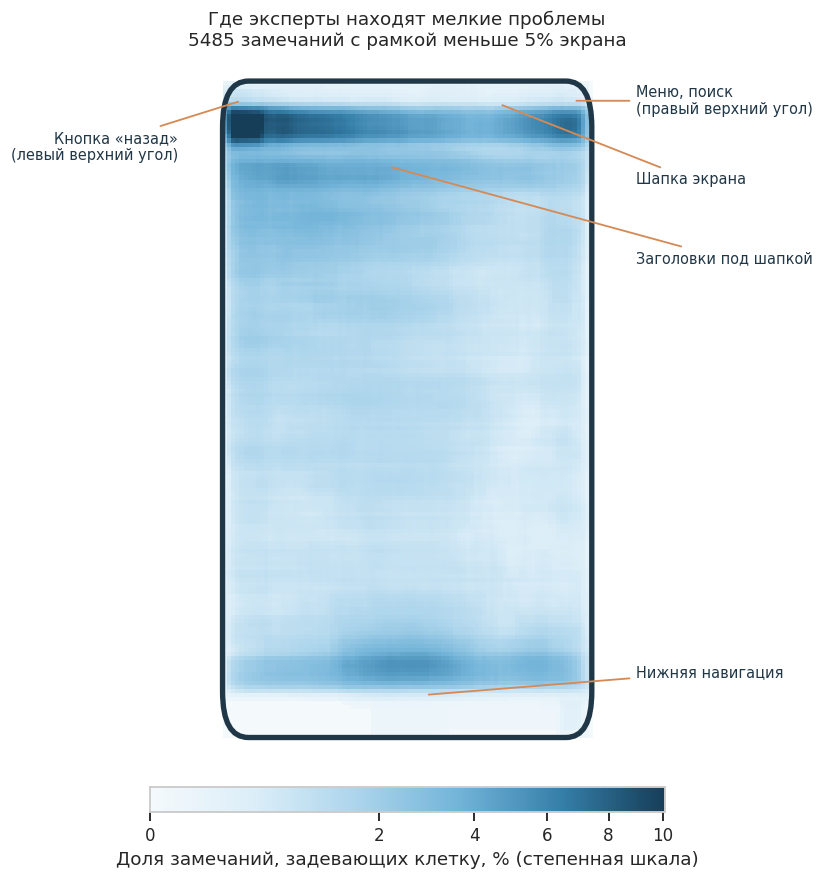 Где эксперты находят мелкие проблемы
5485 замечаний с рамкой меньше 5% экрана
Меню, поиск
(правый верхний угол)
Кнопка «назад»
(левый верхний угол)
Шапка экрана
Заголовки под шапкой
Нижняя навигация
0 2 4 6 8 10
Доля замечаний, задевающих клетку, % (степенная шкала)